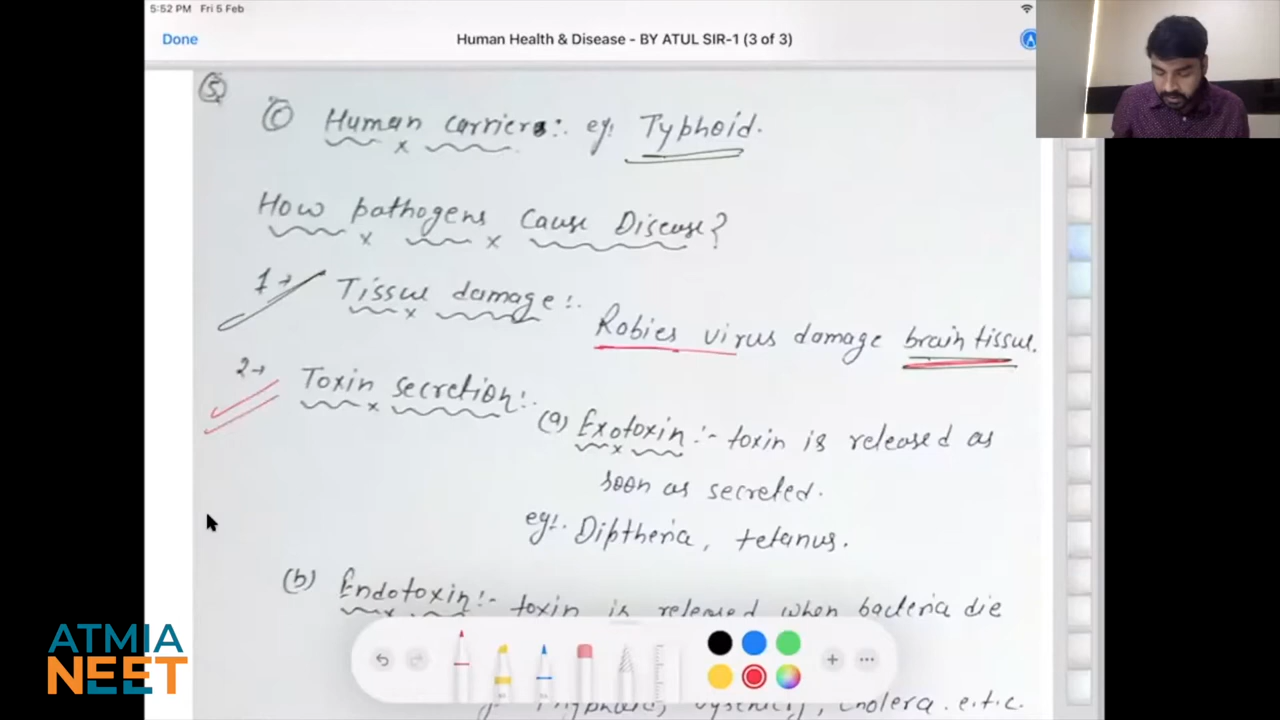 5:52 PM Fri 5 Feb
Done
Human Health & Disease - BY ATUL SIR-1 (3 of 3)
5
(c) Human carriers:. eg: Typhoid.
How pathogens cause Disease?
1→ Tissue damage:.
Rabies virus damage brain tissue.
2→ Toxin secretion:.
(a) Exotoxin :- toxin is released as
soon as secreted.
eg:. Diptheria, tetanus.
(b) Endotoxin:- toxin is released when bacteria die
cholera. e.t.c.
ATMIA
NEET